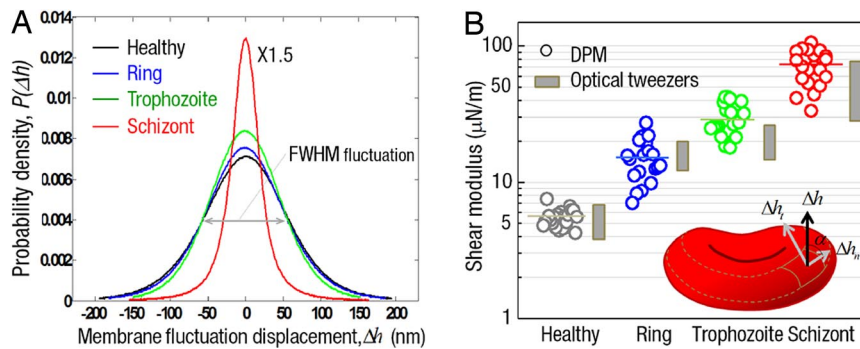 A
Probability density, P(Δh)
0.014
0.012
0.01
0.008
0.006
0.004
0.002
0
-200 -150 -100 -50 0 50 100 150 200
Membrane fluctuation displacement, Δh (nm)
Healthy
Ring
Trophozoite
Schizont
X1.5
FWHM fluctuation
B
Shear modulus (μN/m)
100
50
10
5
1
DPM
Optical tweezers
Δh
Δht
α
Δhn
Healthy Ring Trophozoite Schizont